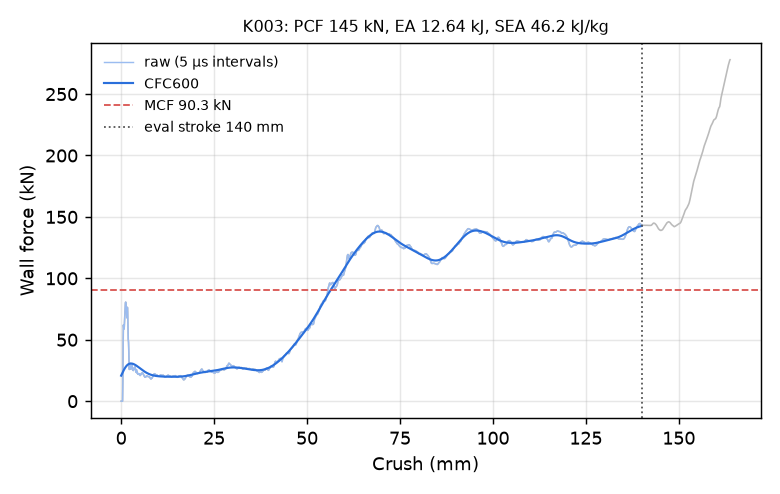 K003: PCF 145 kN, EA 12.64 kJ, SEA 46.2 kJ/kg
raw (5 µs intervals)
CFC600
MCF 90.3 kN
eval stroke 140 mm
Wall force (kN)
250
200
150
100
50
0
0 25 50 75 100 125 150
Crush (mm)